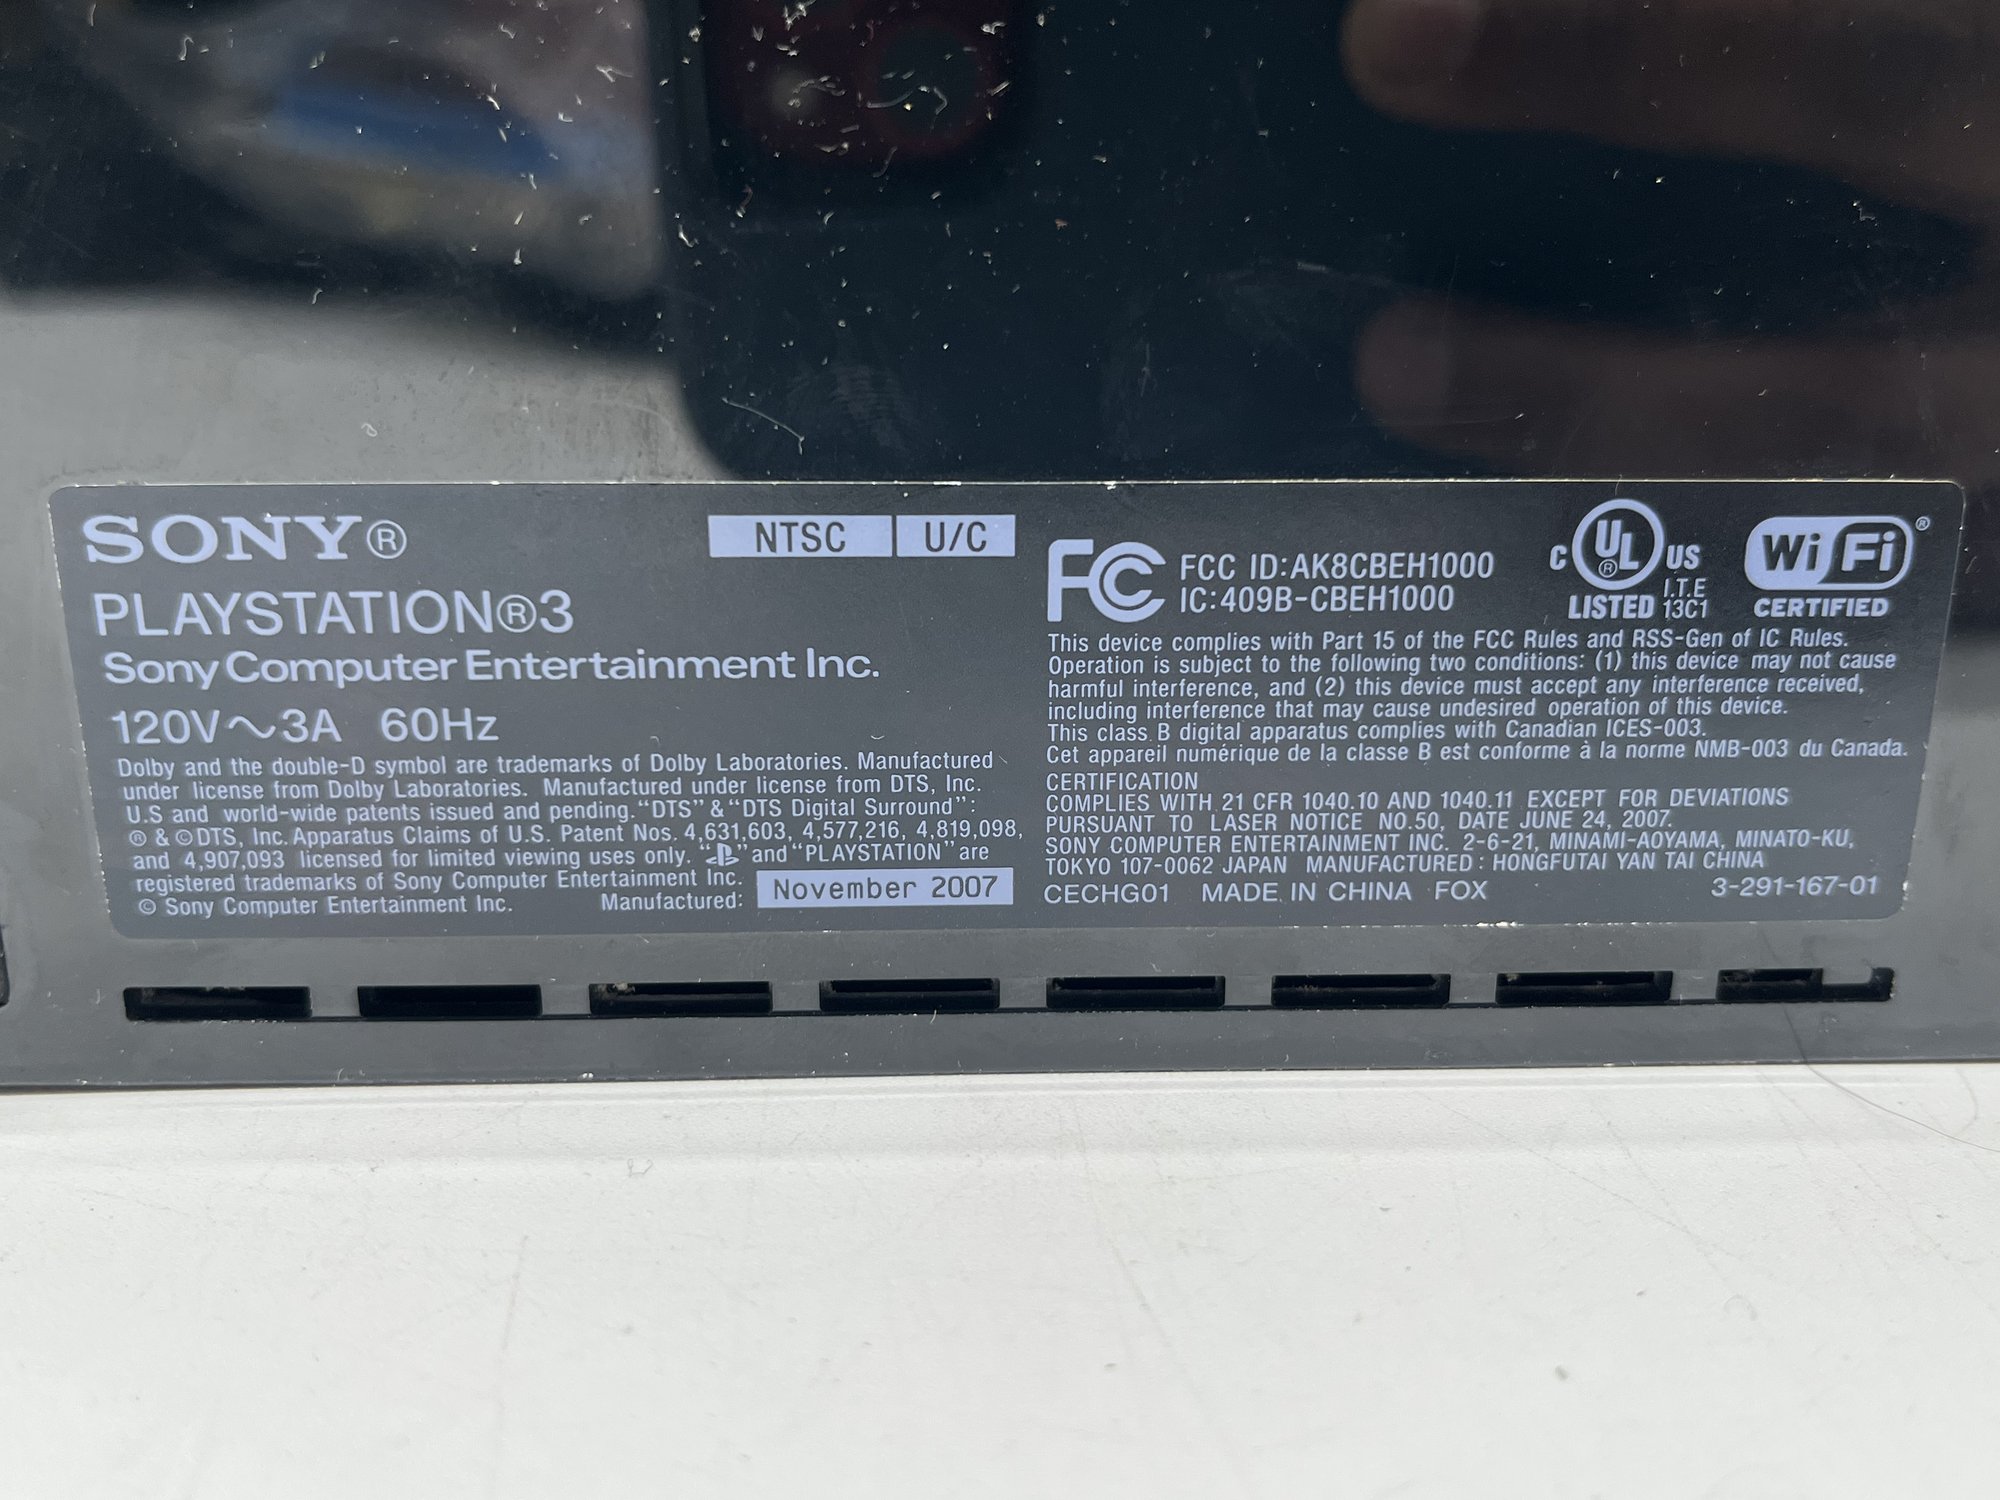 SONY®
NTSC U/C
PLAYSTATION®3
Sony Computer Entertainment Inc.
120V～3A 60Hz
Dolby and the double-D symbol are trademarks of Dolby Laboratories. Manufactured
under license from Dolby Laboratories. Manufactured under license from DTS, Inc.
U.S and world-wide patents issued and pending. “DTS” & “DTS Digital Surround”:
® & © DTS, Inc. Apparatus Claims of U.S. Patent Nos. 4,631,603, 4,577,216, 4,819,098,
and 4,907,093 licensed for limited viewing uses only. “PS” and “PLAYSTATION” are
registered trademarks of Sony Computer Entertainment Inc.
© Sony Computer Entertainment Inc. Manufactured: November 2007
FC FCC ID:AK8CBEH1000
IC:409B-CBEH1000
C UL® US
LISTED I.T.E 13C1
Wi Fi®
CERTIFIED
This device complies with Part 15 of the FCC Rules and RSS-Gen of IC Rules.
Operation is subject to the following two conditions: (1) this device may not cause
harmful interference, and (2) this device must accept any interference received,
including interference that may cause undesired operation of this device.
This class B digital apparatus complies with Canadian ICES-003.
Cet appareil numérique de la classe B est conforme à la norme NMB-003 du Canada.
CERTIFICATION
COMPLIES WITH 21 CFR 1040.10 AND 1040.11 EXCEPT FOR DEVIATIONS
PURSUANT TO LASER NOTICE NO.50, DATE JUNE 24, 2007.
SONY COMPUTER ENTERTAINMENT INC. 2-6-21, MINAMI-AOYAMA, MINATO-KU,
TOKYO 107-0062 JAPAN MANUFACTURED : HONGFUTAI YAN TAI CHINA
CECHG01 MADE IN CHINA FOX 3-291-167-01